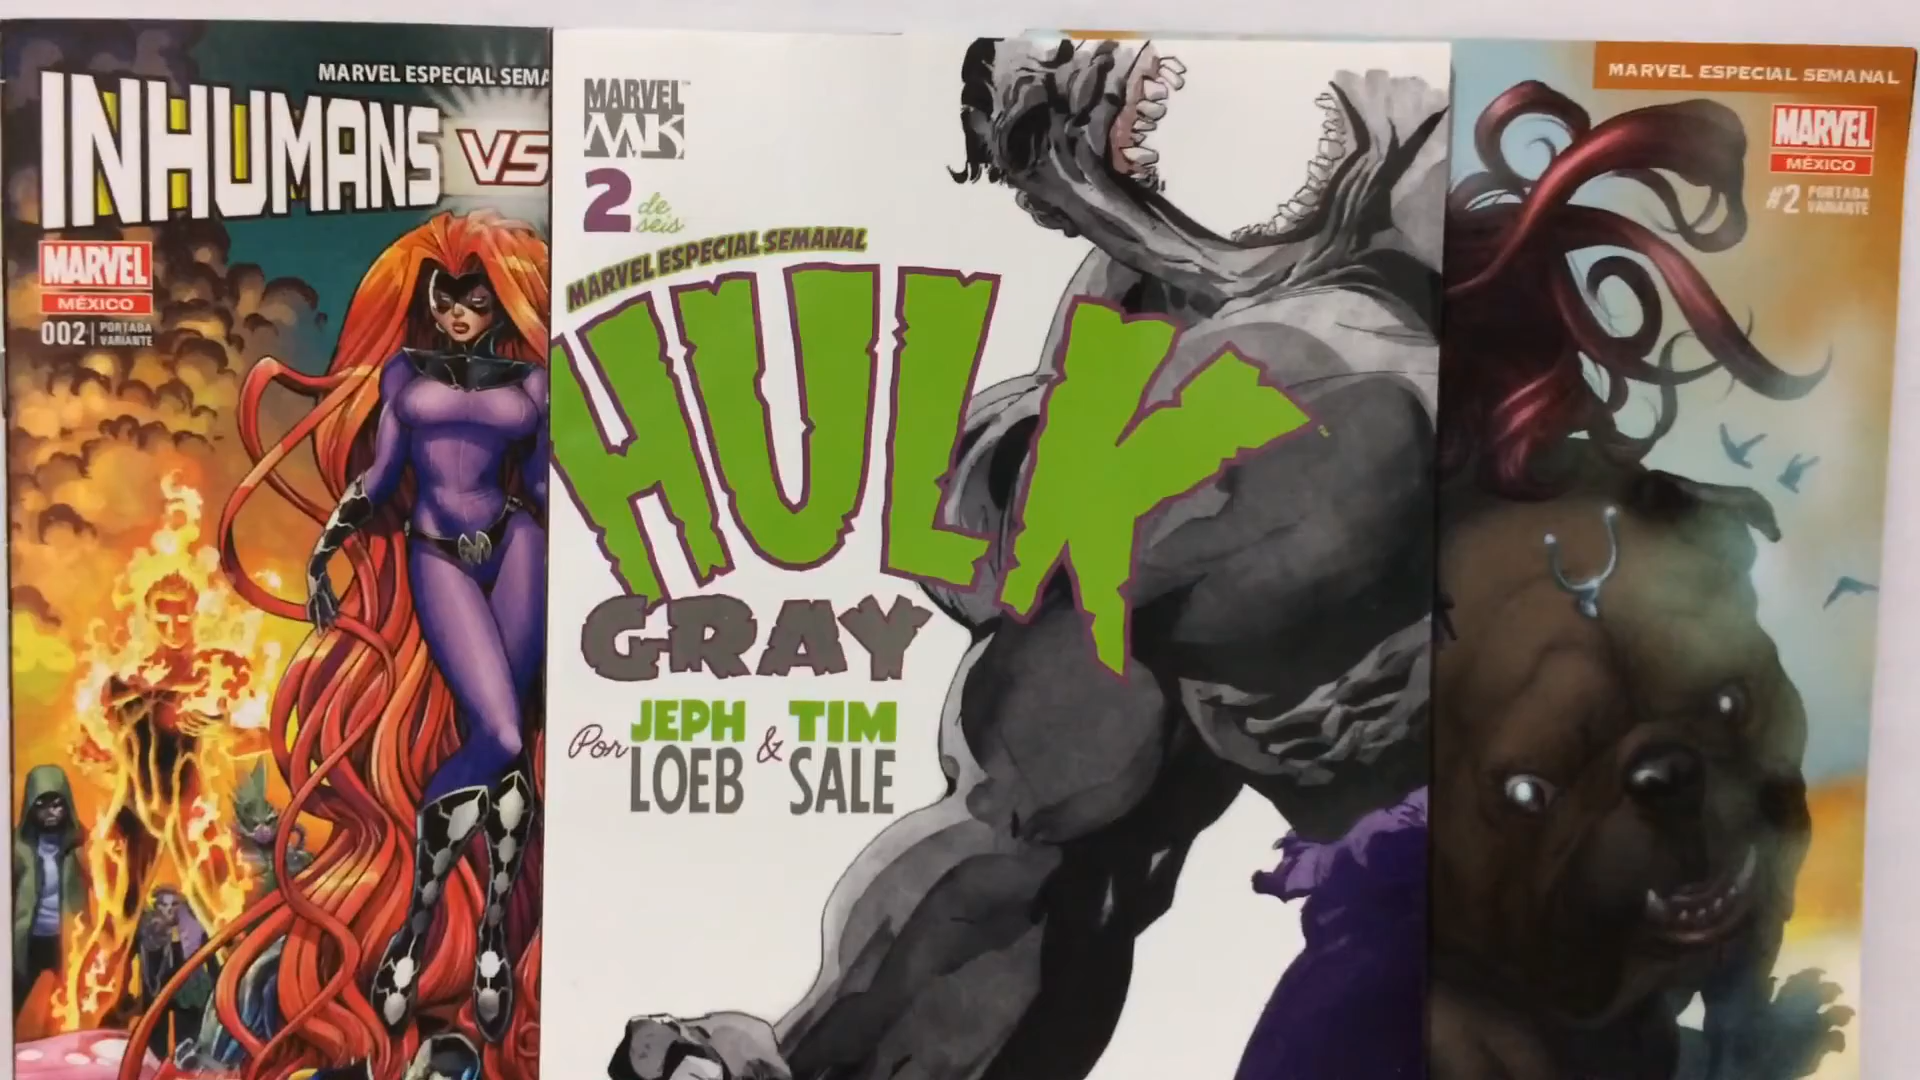 MARVEL ESPECIAL SEMA
INHUMANS VS
MARVEL
MÉXICO
002 PORTADA
VARIANTE
MARVEL
MK
2 de
seis
MARVEL ESPECIAL SEMANAL
HULK
GRAY
Por JEPH LOEB & TIM SALE
MARVEL ESPECIAL SEMANAL
MARVEL
MÉXICO
#2 PORTADA
VARIANTE